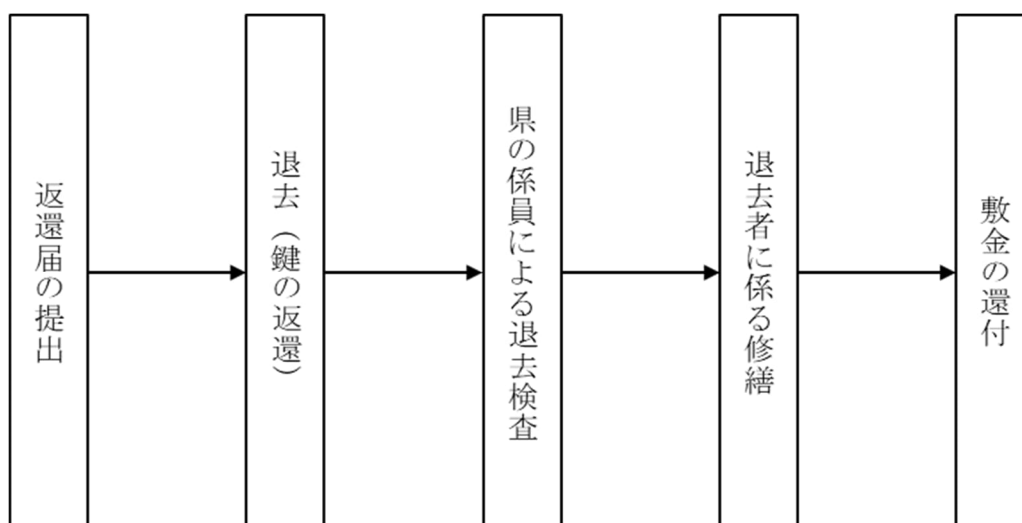 返還届の提出
退去（鍵の返還）
県の係員による退去検査
退去者に係る修繕
敷金の還付